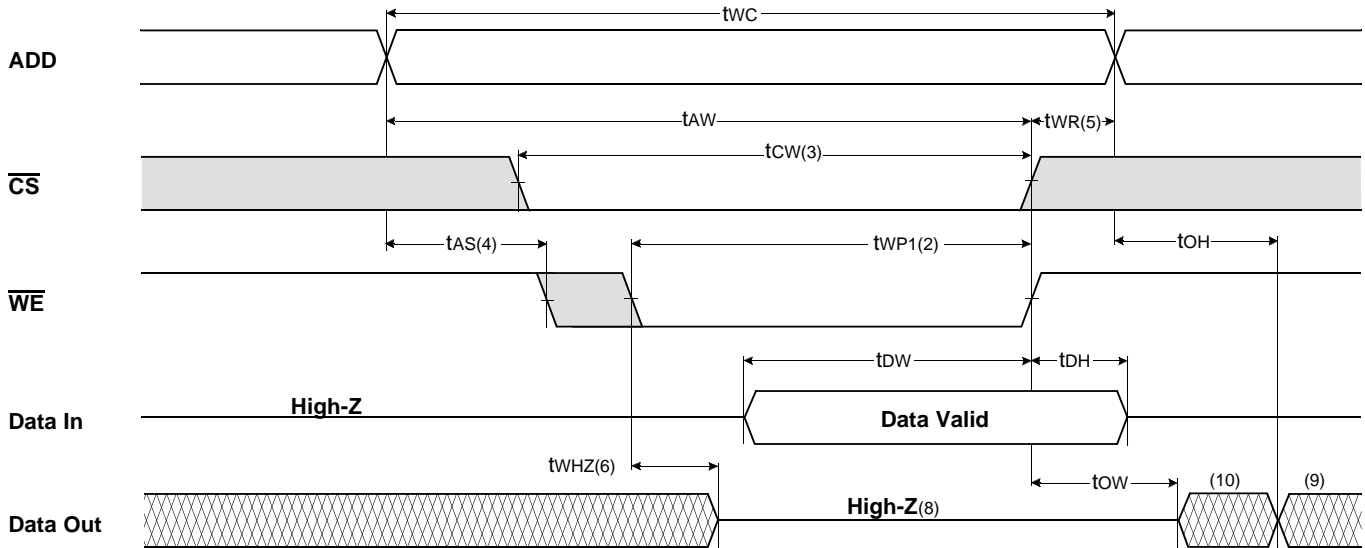 tWC
ADD
tAW
tWR(5)
tCW(3)
CS
tAS(4)
tWP1(2)
tOH
WE
tDW
tDH
High-Z
Data In
Data Valid
tWHZ(6)
tOW
(10)
(9)
High-Z(8)
Data Out